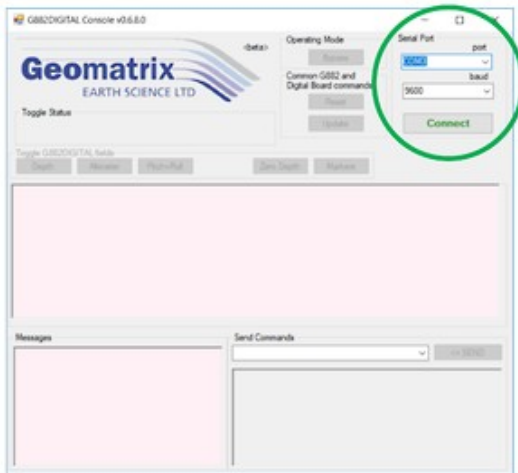 G882DIGITAL Console v0.6.8.0
<beta>
Geomatrix
EARTH SCIENCE LTD
Toggle Status
Operating Mode
Common G882 and
Digital Board commands
Reset
Update
Serial Port
port
COM3
baud
9600
Connect
Toggle G882DIGITAL fields
Depth
Altimeter
Pitch+Roll
Zero Depth
Markers
Messages
Send Commands
<< SEND